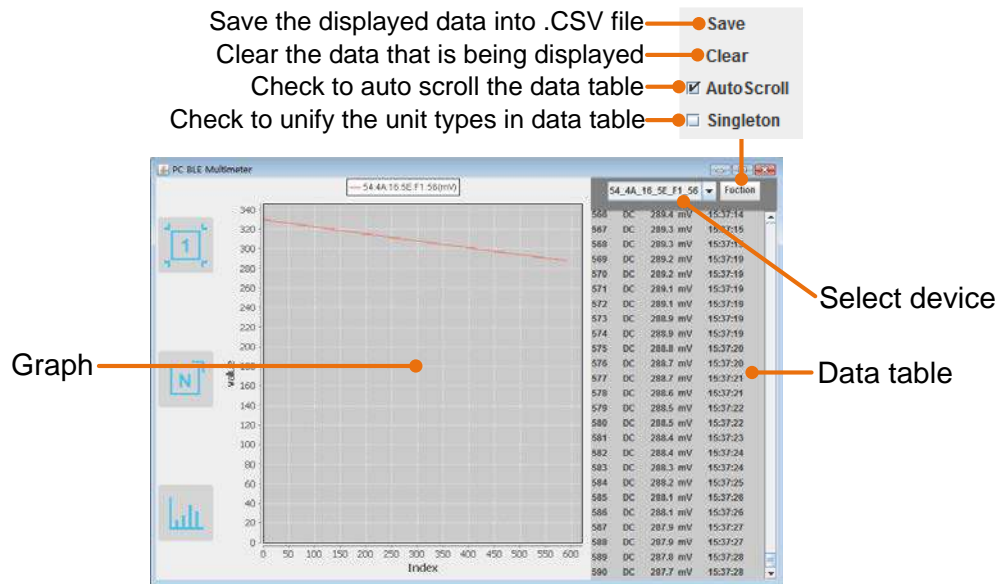 Save the displayed data into .CSV file
Save
Clear the data that is being displayed
Clear
Check to auto scroll the data table
AutoScroll
Check to unify the unit types in data table
Singleton
PC BLE Multimeter
54:4A:16:5E:F1:56(mV)
54_4A_16_5E_F1_56
Fuction
Graph
Select device
Data table
1
N
value
340
320
300
280
260
240
220
200
180
160
140
120
100
80
60
40
20
0
0 50 100 150 200 250 300 350 400 450 500 550 600
Index
566 DC 289.4 mV 15:37:14
567 DC 289.3 mV 15:37:15
568 DC 289.3 mV
569 DC 289.2 mV 15:37:19
570 DC 289.2 mV 15:37:19
571 DC 289.1 mV 15:37:19
572 DC 289.1 mV 15:37:19
573 DC 288.9 mV 15:37:19
574 DC 288.9 mV 15:37:19
575 DC 288.8 mV 15:37:20
576 DC 288.7 mV 15:37:20
577 DC 288.7 mV 15:37:21
578 DC 288.6 mV 15:37:21
579 DC 288.5 mV 15:37:22
580 DC 288.5 mV 15:37:22
581 DC 288.4 mV 15:37:23
582 DC 288.4 mV 15:37:24
583 DC 288.3 mV 15:37:24
584 DC 288.2 mV 15:37:25
585 DC 288.1 mV 15:37:26
586 DC 288.1 mV 15:37:26
587 DC 287.9 mV 15:37:27
588 DC 287.9 mV 15:37:27
589 DC 287.8 mV 15:37:28
590 DC 287.7 mV 15:37:28